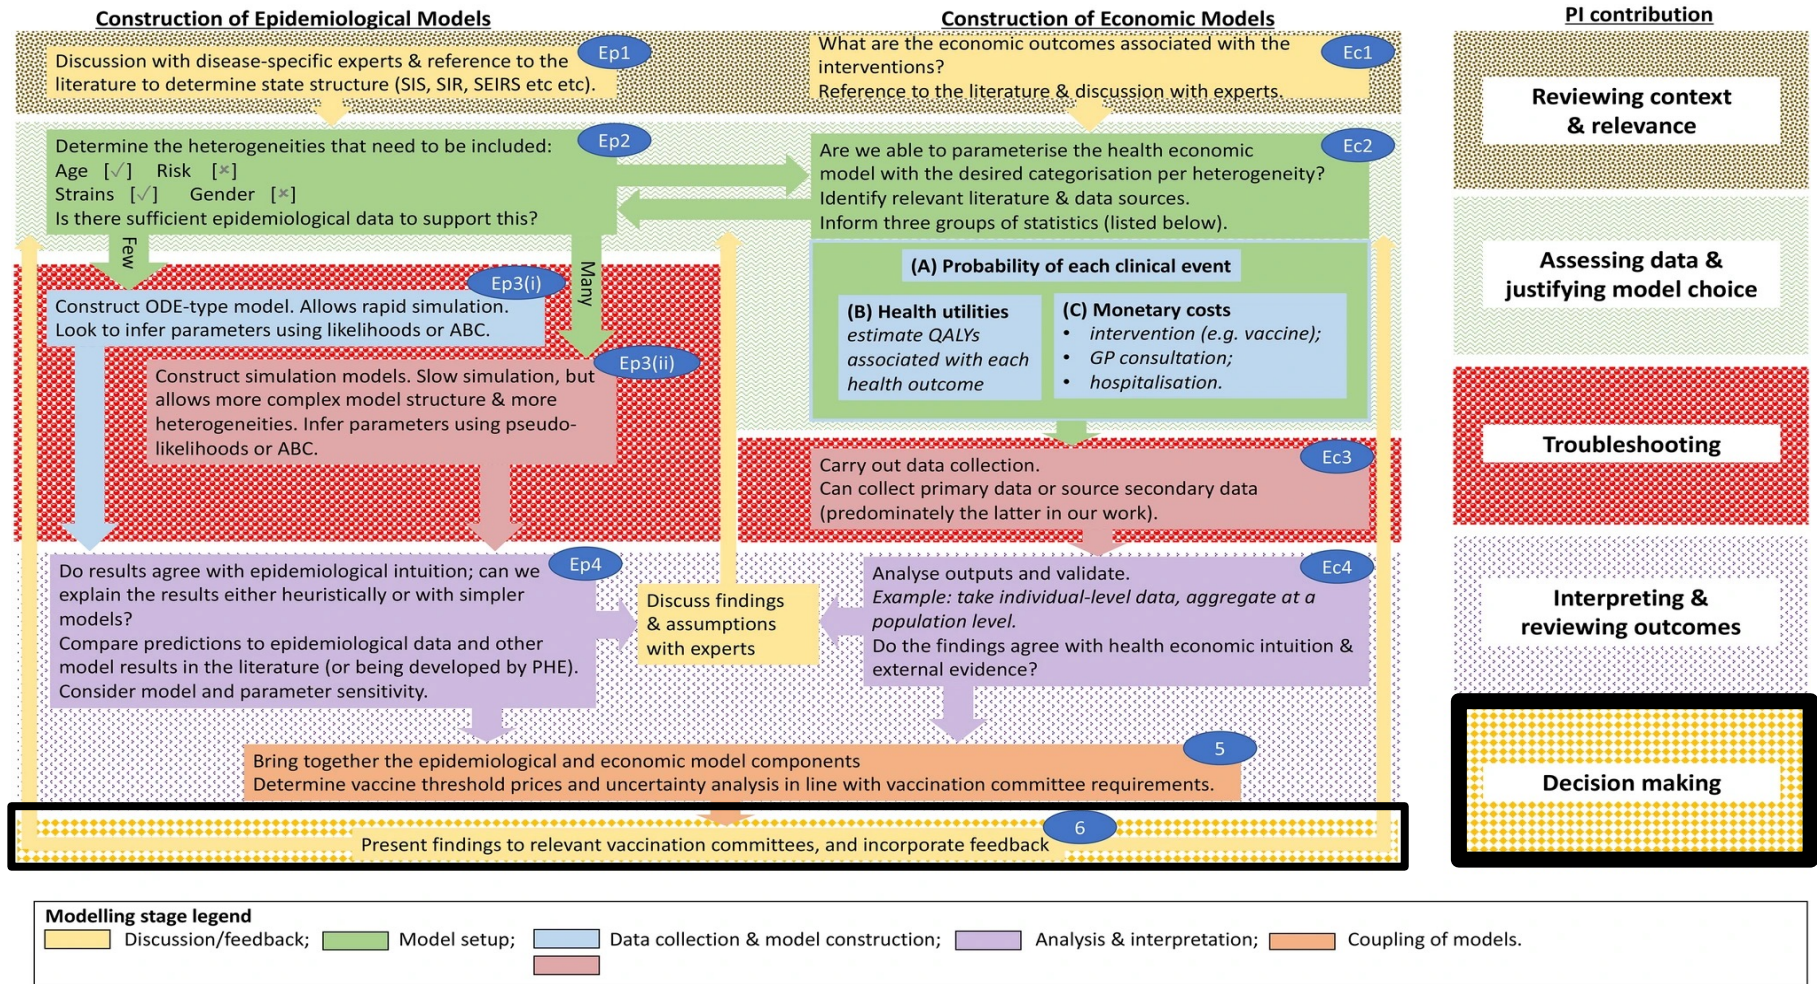 Construction of Epidemiological Models
Construction of Economic Models
PI contribution
Ep1
Discussion with disease-specific experts & reference to the
literature to determine state structure (SIS, SIR, SEIRS etc etc).
Ec1
What are the economic outcomes associated with the
interventions?
Reference to the literature & discussion with experts.
Reviewing context
& relevance
Ep2
Determine the heterogeneities that need to be included:
Age [✓] Risk [×]
Strains [✓] Gender [×]
Is there sufficient epidemiological data to support this?
Ec2
Are we able to parameterise the health economic
model with the desired categorisation per heterogeneity?
Identify relevant literature & data sources.
Inform three groups of statistics (listed below).
(A) Probability of each clinical event
(B) Health utilities
estimate QALYs
associated with each
health outcome
(C) Monetary costs
• intervention (e.g. vaccine);
• GP consultation;
• hospitalisation.
Assessing data &
justifying model choice
Few
Many
Ep3(i)
Construct ODE-type model. Allows rapid simulation.
Look to infer parameters using likelihoods or ABC.
Ep3(ii)
Construct simulation models. Slow simulation, but
allows more complex model structure & more
heterogeneities. Infer parameters using pseudo-
likelihoods or ABC.
Ec3
Carry out data collection.
Can collect primary data or source secondary data
(predominately the latter in our work).
Troubleshooting
Ep4
Do results agree with epidemiological intuition; can we
explain the results either heuristically or with simpler
models?
Compare predictions to epidemiological data and other
model results in the literature (or being developed by PHE).
Consider model and parameter sensitivity.
Discuss findings
& assumptions
with experts
Ec4
Analyse outputs and validate.
Example: take individual-level data, aggregate at a
population level.
Do the findings agree with health economic intuition &
external evidence?
Interpreting &
reviewing outcomes
5
Bring together the epidemiological and economic model components
Determine vaccine threshold prices and uncertainty analysis in line with vaccination committee requirements.
Decision making
6
Present findings to relevant vaccination committees, and incorporate feedback
Modelling stage legend
Discussion/feedback; Model setup; Data collection & model construction; Analysis & interpretation; Coupling of models.